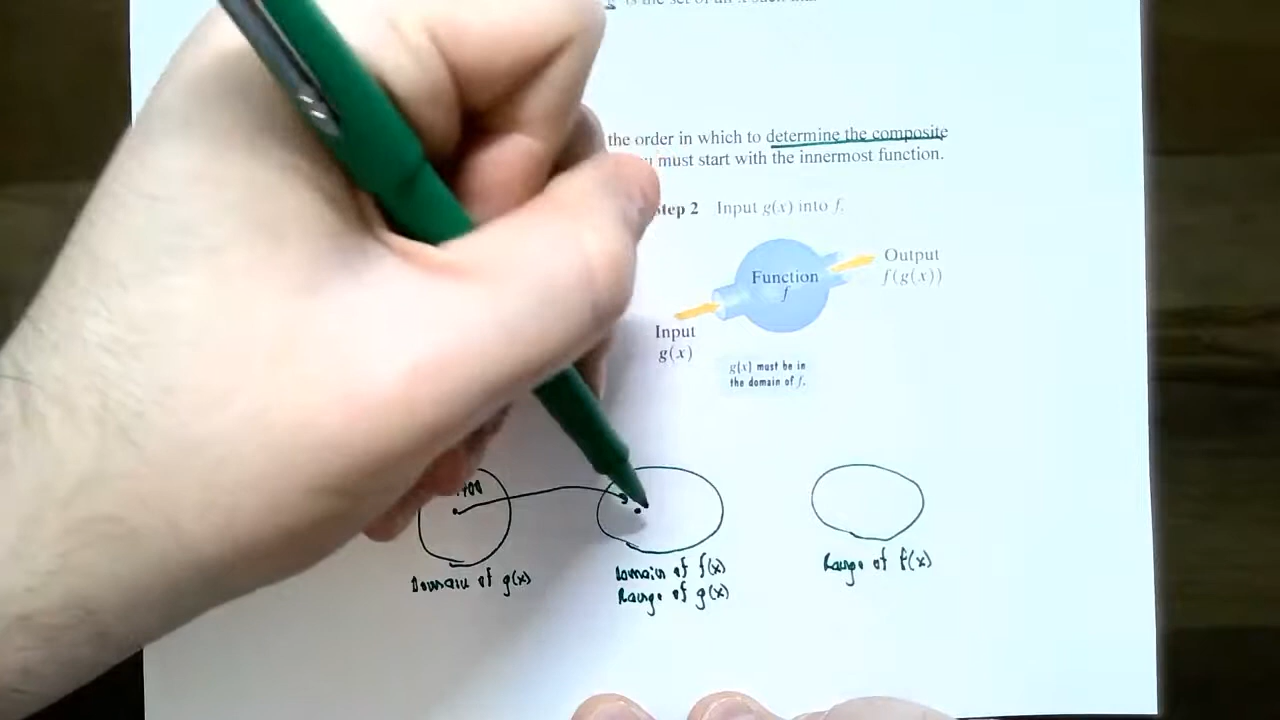 the order in which to determine the composite
must start with the innermost function.
Step 2 Input g(x) into f.
Function
f
Output
f(g(x))
Input
g(x)
g(x) must be in
the domain of f.
Domain of g(x)
Domain of f(x)
Range of g(x)
Range of f(x)